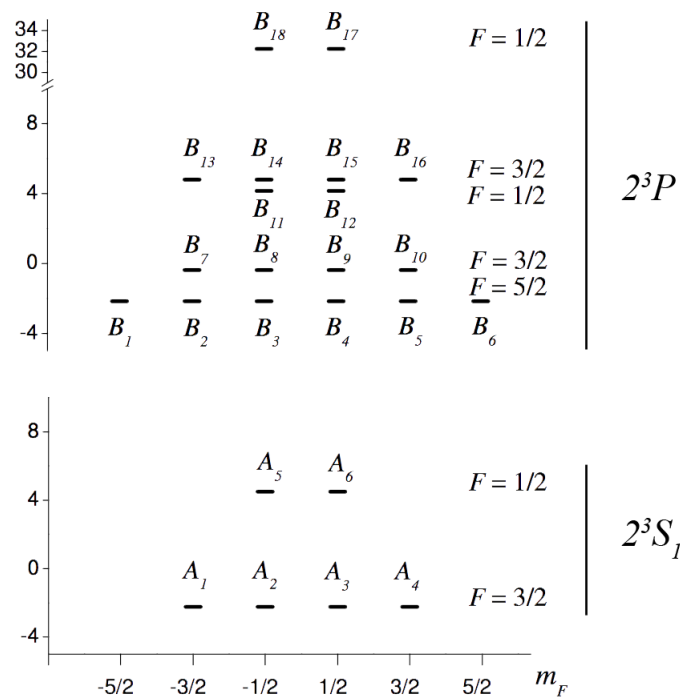 34
32
30
8
4
0
-4
B18 B17 F = 1/2
B13 B14 B15 B16
F = 3/2
F = 1/2
B11 B12
B7 B8 B9 B10
F = 3/2
F = 5/2
B1 B2 B3 B4 B5 B6
2³P
8
4
0
-4
A5 A6
F = 1/2
A1 A2 A3 A4
F = 3/2
2³S1
-5/2 -3/2 -1/2 1/2 3/2 5/2 mF